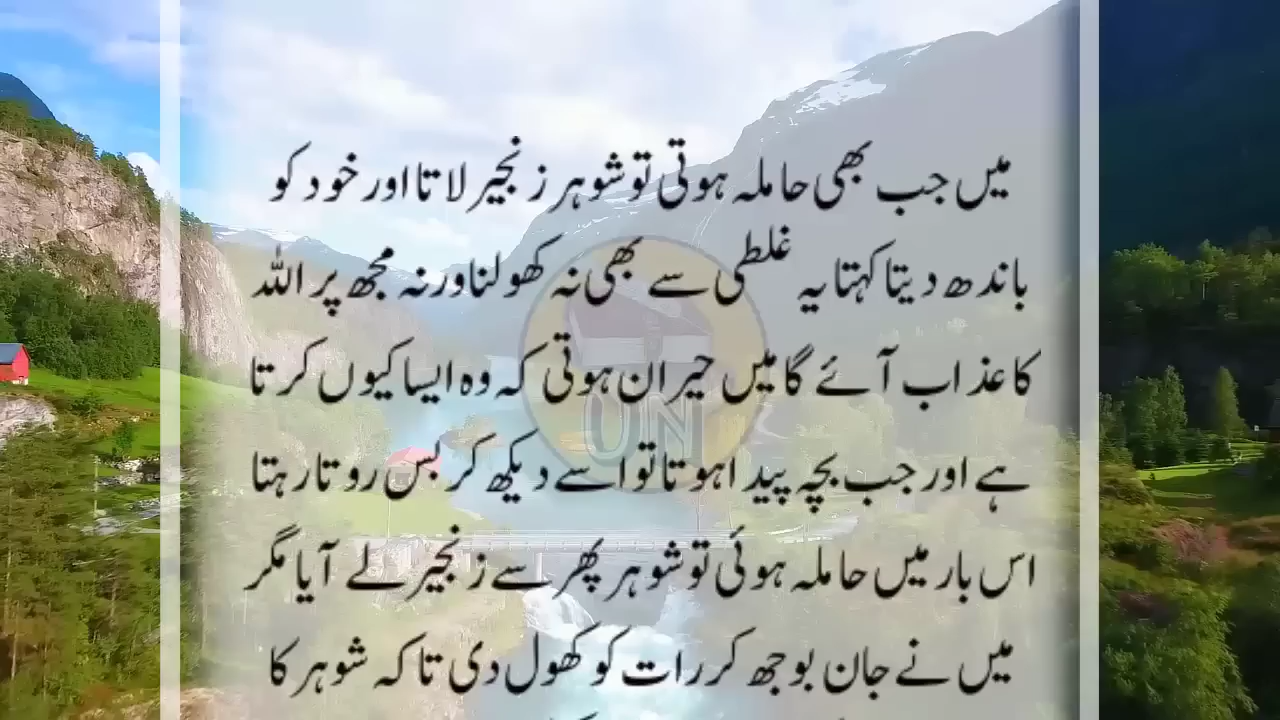 میں جب بھی حاملہ ہوتی تو شوہر زنجیر لاتا اور خود کو
باندھ دیتا کہتا یہ غلطی سے بھی نہ کھولنا ورنہ مجھ پر اللہ
کا عذاب آئے گا میں حیران ہوتی کہ وہ ایسا کیوں کرتا
ہے اور جب بچہ پیدا ہوتا تو اسے دیکھ کر بس روتا رہتا
اس بار میں حاملہ ہوئی تو شوہر پھر سے زنجیر لے آیا مگر
میں نے جان بوجھ کر رات کو کھول دی تاکہ شوہر کا
UN